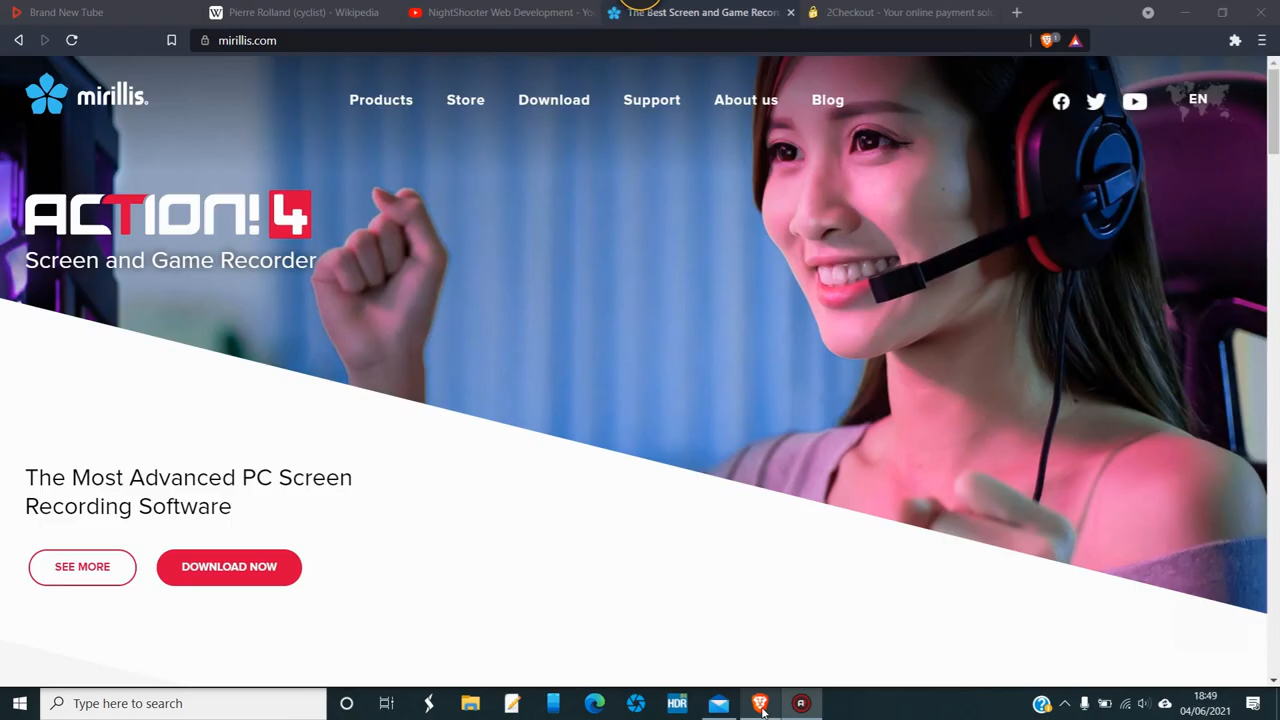 Brand New Tube
Pierre Rolland (cyclist) - Wikipedia
NightShooter Web Development - Yo
The Best Screen and Game Recor
2Checkout - Your online payment sol
mirillis.com
1
mirillis
Products
Store
Download
Support
About us
Blog
EN
ACTION! 4
Screen and Game Recorder
The Most Advanced PC Screen
Recording Software
SEE MORE
DOWNLOAD NOW
Type here to search
HDR
18:49
04/06/2021